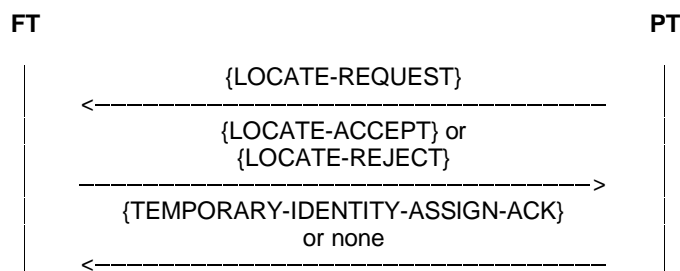 FT PT
{LOCATE-REQUEST}
{LOCATE-ACCEPT} or
{LOCATE-REJECT}
{TEMPORARY-IDENTITY-ASSIGN-ACK}
or none